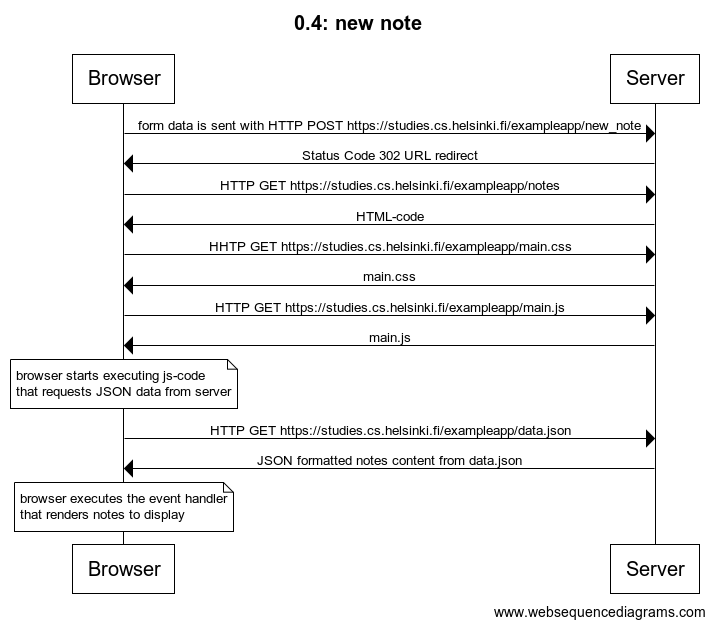 0.4: new note
Browser
Server
form data is sent with HTTP POST https://studies.cs.helsinki.fi/exampleapp/new_note
Status Code 302 URL redirect
HTTP GET https://studies.cs.helsinki.fi/exampleapp/notes
HTML-code
HHTP GET https://studies.cs.helsinki.fi/exampleapp/main.css
main.css
HTTP GET https://studies.cs.helsinki.fi/exampleapp/main.js
main.js
browser starts executing js-code
that requests JSON data from server
HTTP GET https://studies.cs.helsinki.fi/exampleapp/data.json
JSON formatted notes content from data.json
browser executes the event handler
that renders notes to display
Browser
Server
www.websequencediagrams.com